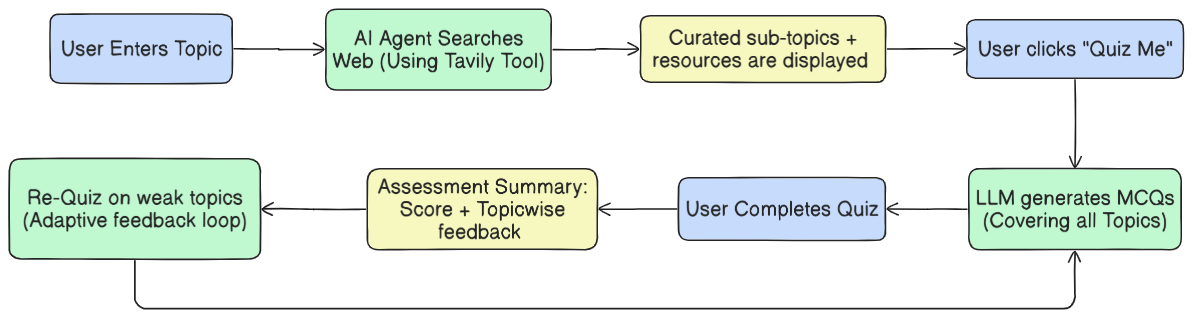 User Enters Topic
AI Agent Searches
Web (Using Tavily Tool)
Curated sub-topics +
resources are displayed
User clicks "Quiz Me"
LLM generates MCQs
(Covering all Topics)
User Completes Quiz
Assessment Summary:
Score + Topicwise
feedback
Re-Quiz on weak topics
(Adaptive feedback loop)